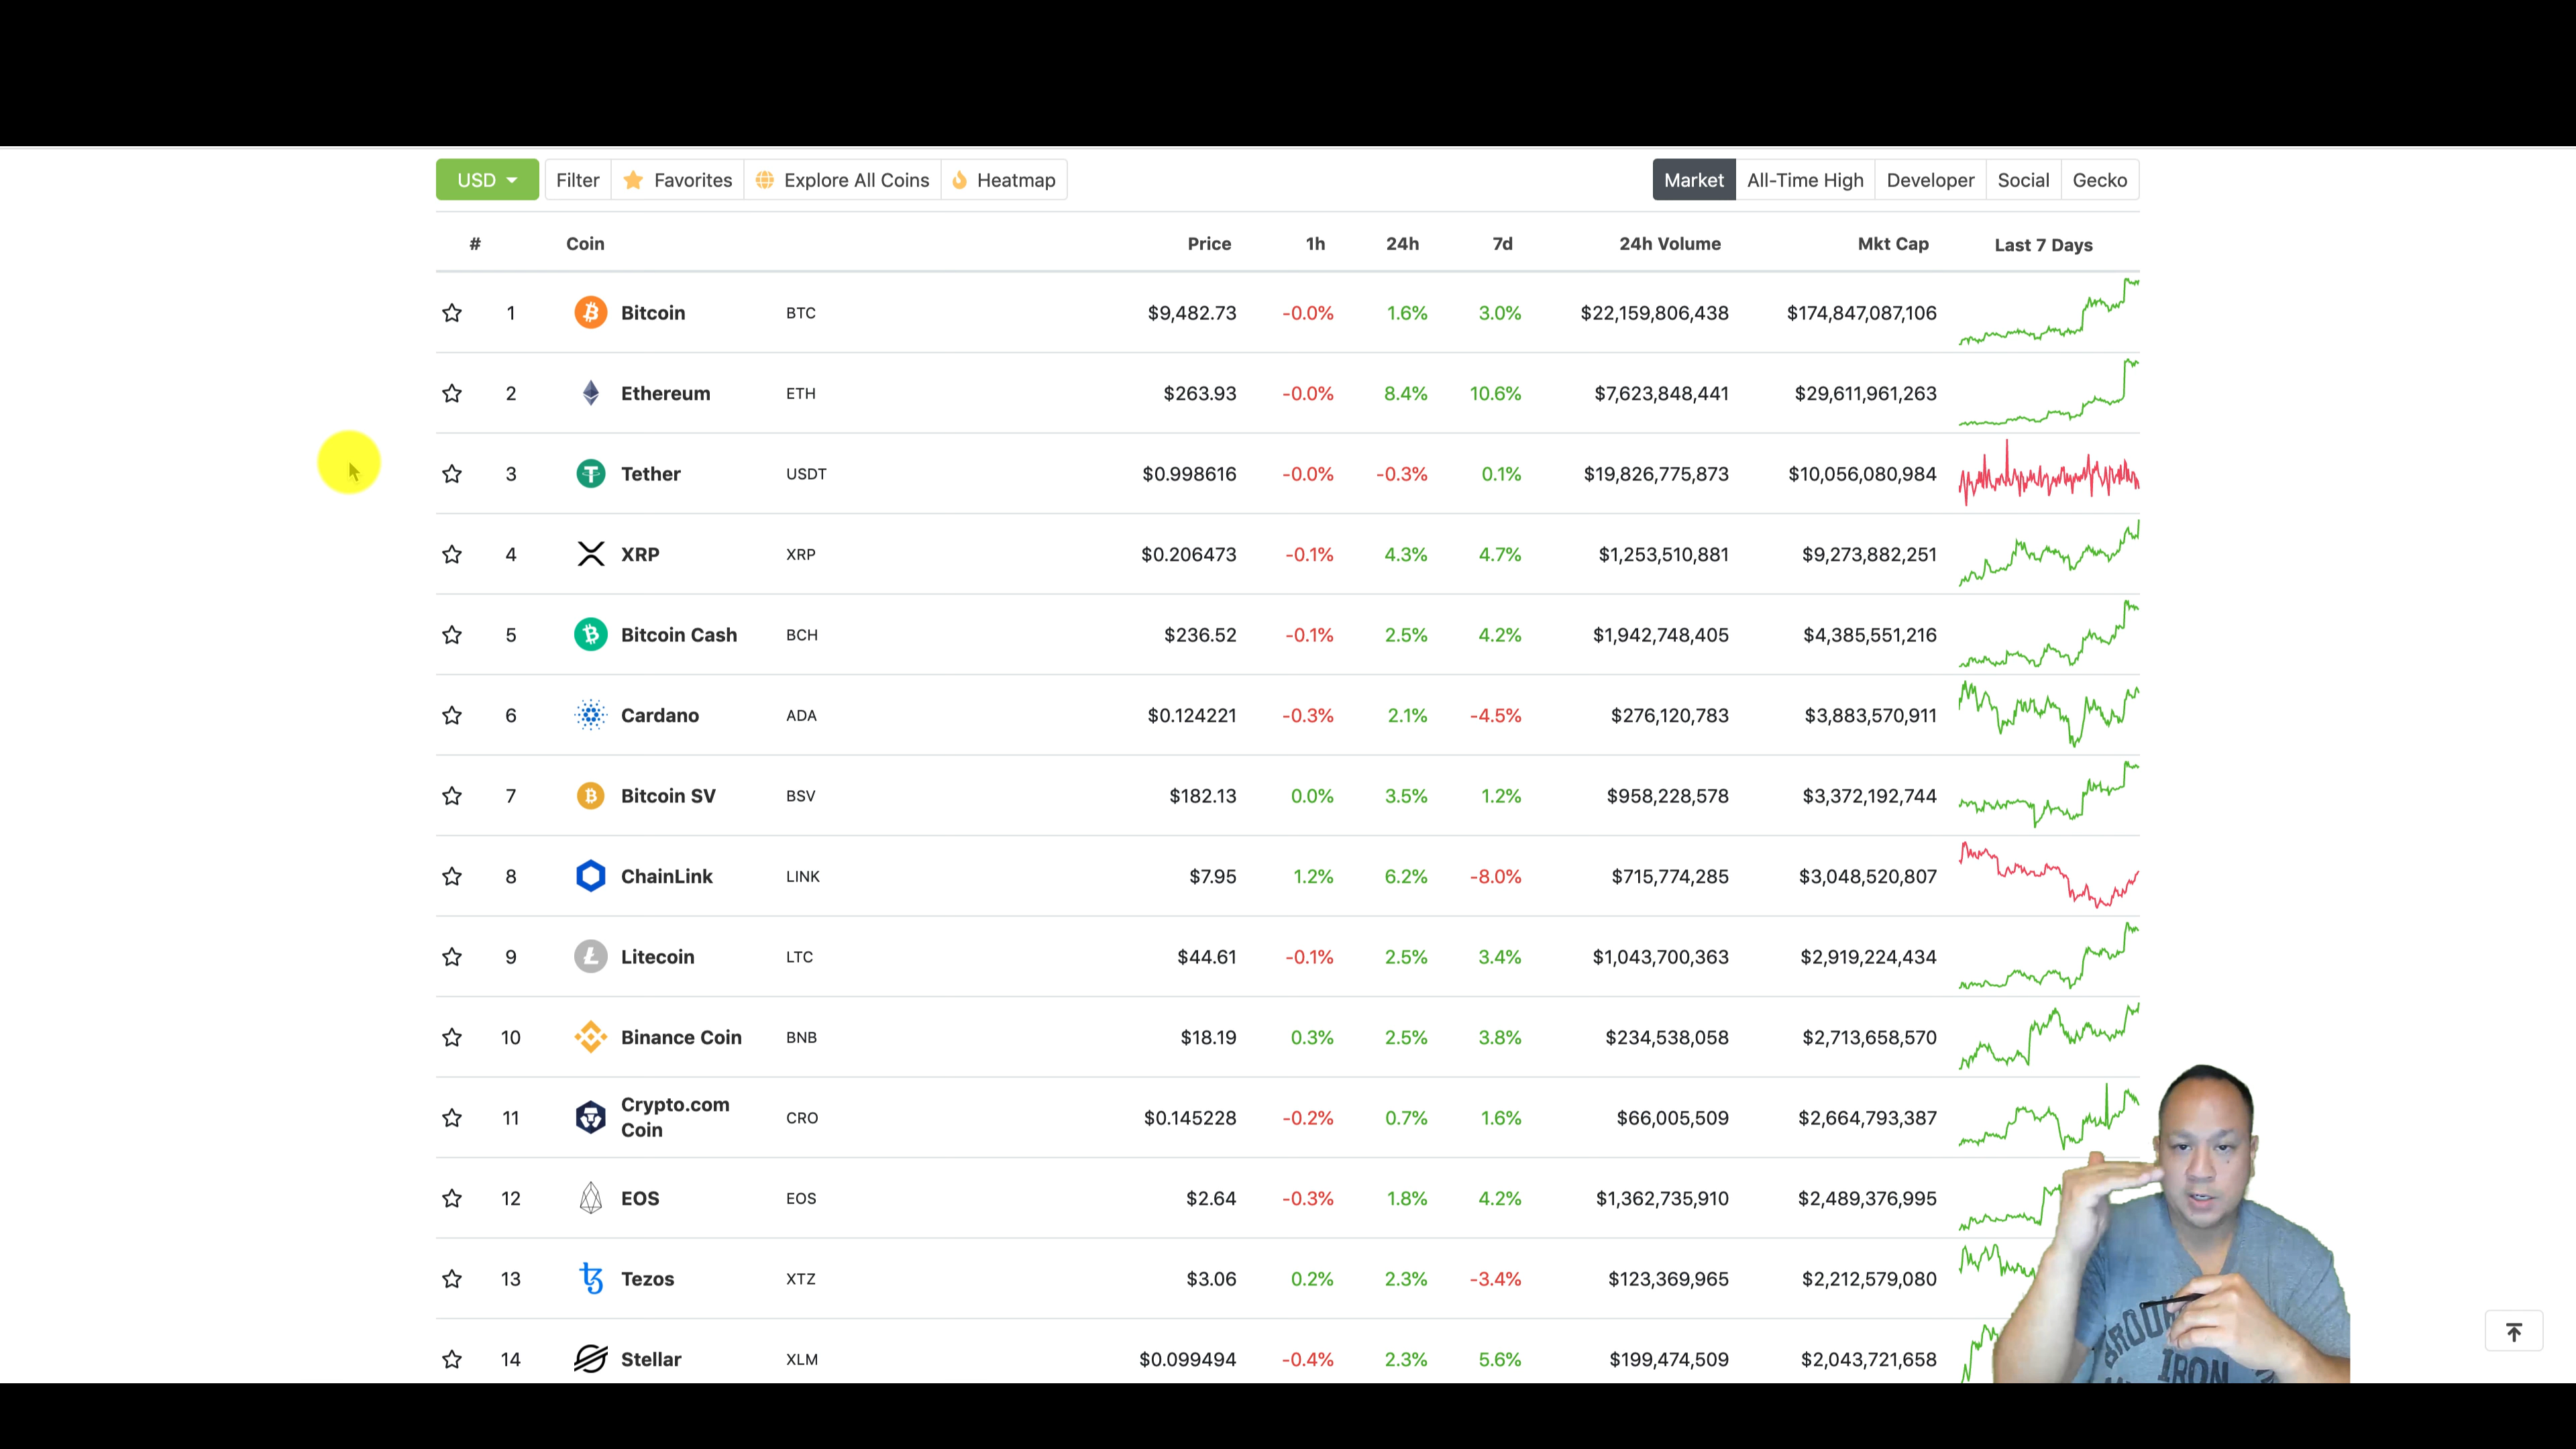 USD Filter Favorites Explore All Coins Heatmap Market All-Time High Developer Social Gecko
# Coin Price 1h 24h 7d 24h Volume Mkt Cap Last 7 Days
1 Bitcoin BTC $9,482.73 -0.0% 1.6% 3.0% $22,159,806,438 $174,847,087,106
2 Ethereum ETH $263.93 -0.0% 8.4% 10.6% $7,623,848,441 $29,611,961,263
3 Tether USDT $0.998616 -0.0% -0.3% 0.1% $19,826,775,873 $10,056,080,984
4 XRP XRP $0.206473 -0.1% 4.3% 4.7% $1,253,510,881 $9,273,882,251
5 Bitcoin Cash BCH $236.52 -0.1% 2.5% 4.2% $1,942,748,405 $4,385,551,216
6 Cardano ADA $0.124221 -0.3% 2.1% -4.5% $276,120,783 $3,883,570,911
7 Bitcoin SV BSV $182.13 0.0% 3.5% 1.2% $958,228,578 $3,372,192,744
8 ChainLink LINK $7.95 1.2% 6.2% -8.0% $715,774,285 $3,048,520,807
9 Litecoin LTC $44.61 -0.1% 2.5% 3.4% $1,043,700,363 $2,919,224,434
10 Binance Coin BNB $18.19 0.3% 2.5% 3.8% $234,538,058 $2,713,658,570
11 Crypto.com Coin CRO $0.145228 -0.2% 0.7% 1.6% $66,005,509 $2,664,793,387
12 EOS EOS $2.64 -0.3% 1.8% 4.2% $1,362,735,910 $2,489,376,995
13 Tezos XTZ $3.06 0.2% 2.3% -3.4% $123,369,965 $2,212,579,080
14 Stellar XLM $0.099494 -0.4% 2.3% 5.6% $199,474,509 $2,043,721,658
IRON